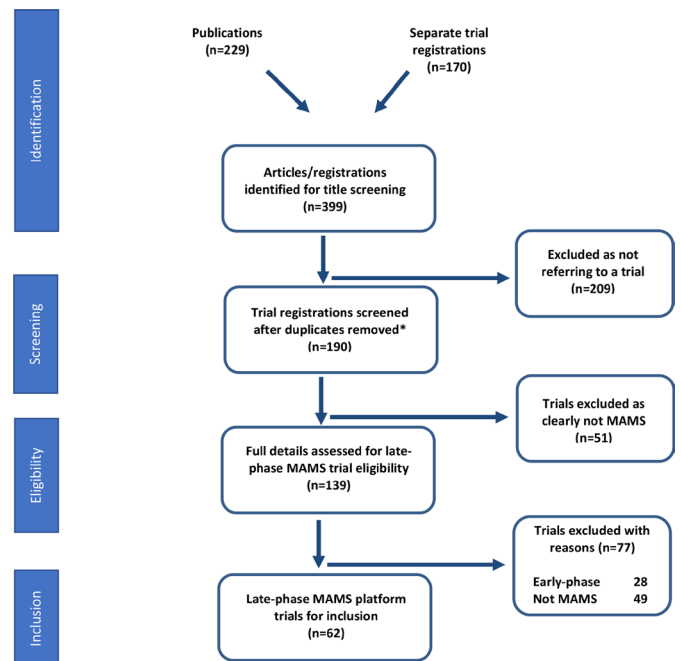 Identification
Publications
(n=229)
Separate trial
registrations
(n=170)
Articles/registrations
identified for title screening
(n=399)
Excluded as not
referring to a trial
(n=209)
Screening
Trial registrations screened
after duplicates removed*
(n=190)
Trials excluded as
clearly not MAMS
(n=51)
Eligibility
Full details assessed for late-
phase MAMS trial eligibility
(n=139)
Trials excluded with
reasons (n=77)
Early-phase 28
Not MAMS 49
Inclusion
Late-phase MAMS platform
trials for inclusion
(n=62)